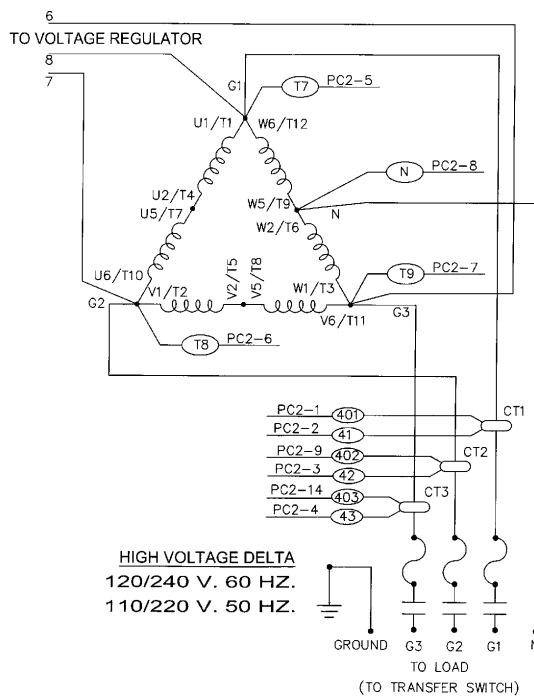 6
TO VOLTAGE REGULATOR
8
7
G1
T7
PC2-5
U1/T1
W6/T12
N
PC2-8
U2/T4
U5/T7
W5/T9
W2/T6
N
U6/T10
V1/T2
V2/T5
V5/T8
W1/T3
T9
PC2-7
G2
V6/T11
G3
T8
PC2-6
PC2-1
401
CT1
PC2-2
41
PC2-9
402
CT2
PC2-3
42
PC2-14
403
CT3
PC2-4
43
HIGH VOLTAGE DELTA
120/240 V. 60 HZ.
110/220 V. 50 HZ.
GROUND
G3
G2
G1
TO LOAD
(TO TRANSFER SWITCH)